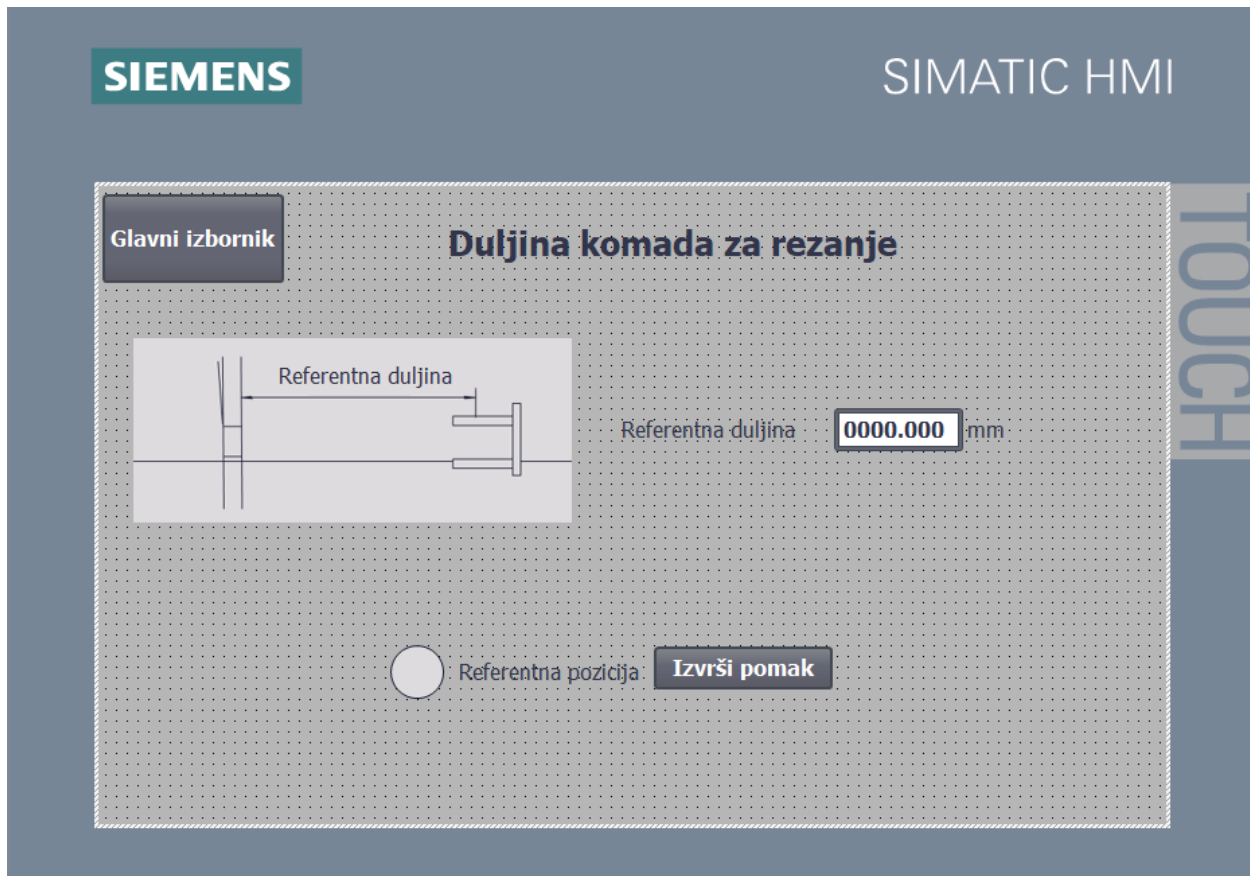 SIEMENS
SIMATIC HMI
TOUCH
Glavni izbornik
Duljina komada za rezanje
Referentna duljina
Referentna duljina 0000.000 mm
Referentna pozicija Izvrši pomak